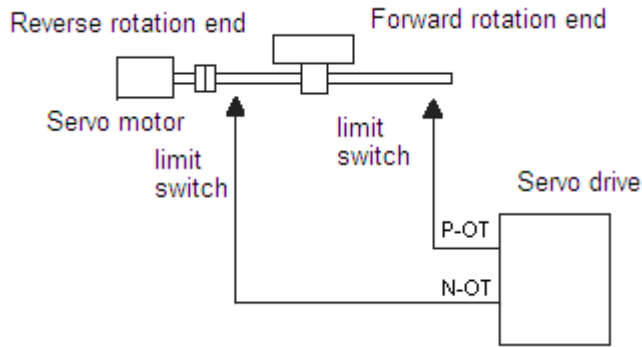 Reverse rotation end
Forward rotation end
Servo motor
limit
switch
limit
switch
Servo drive
P-OT
N-OT